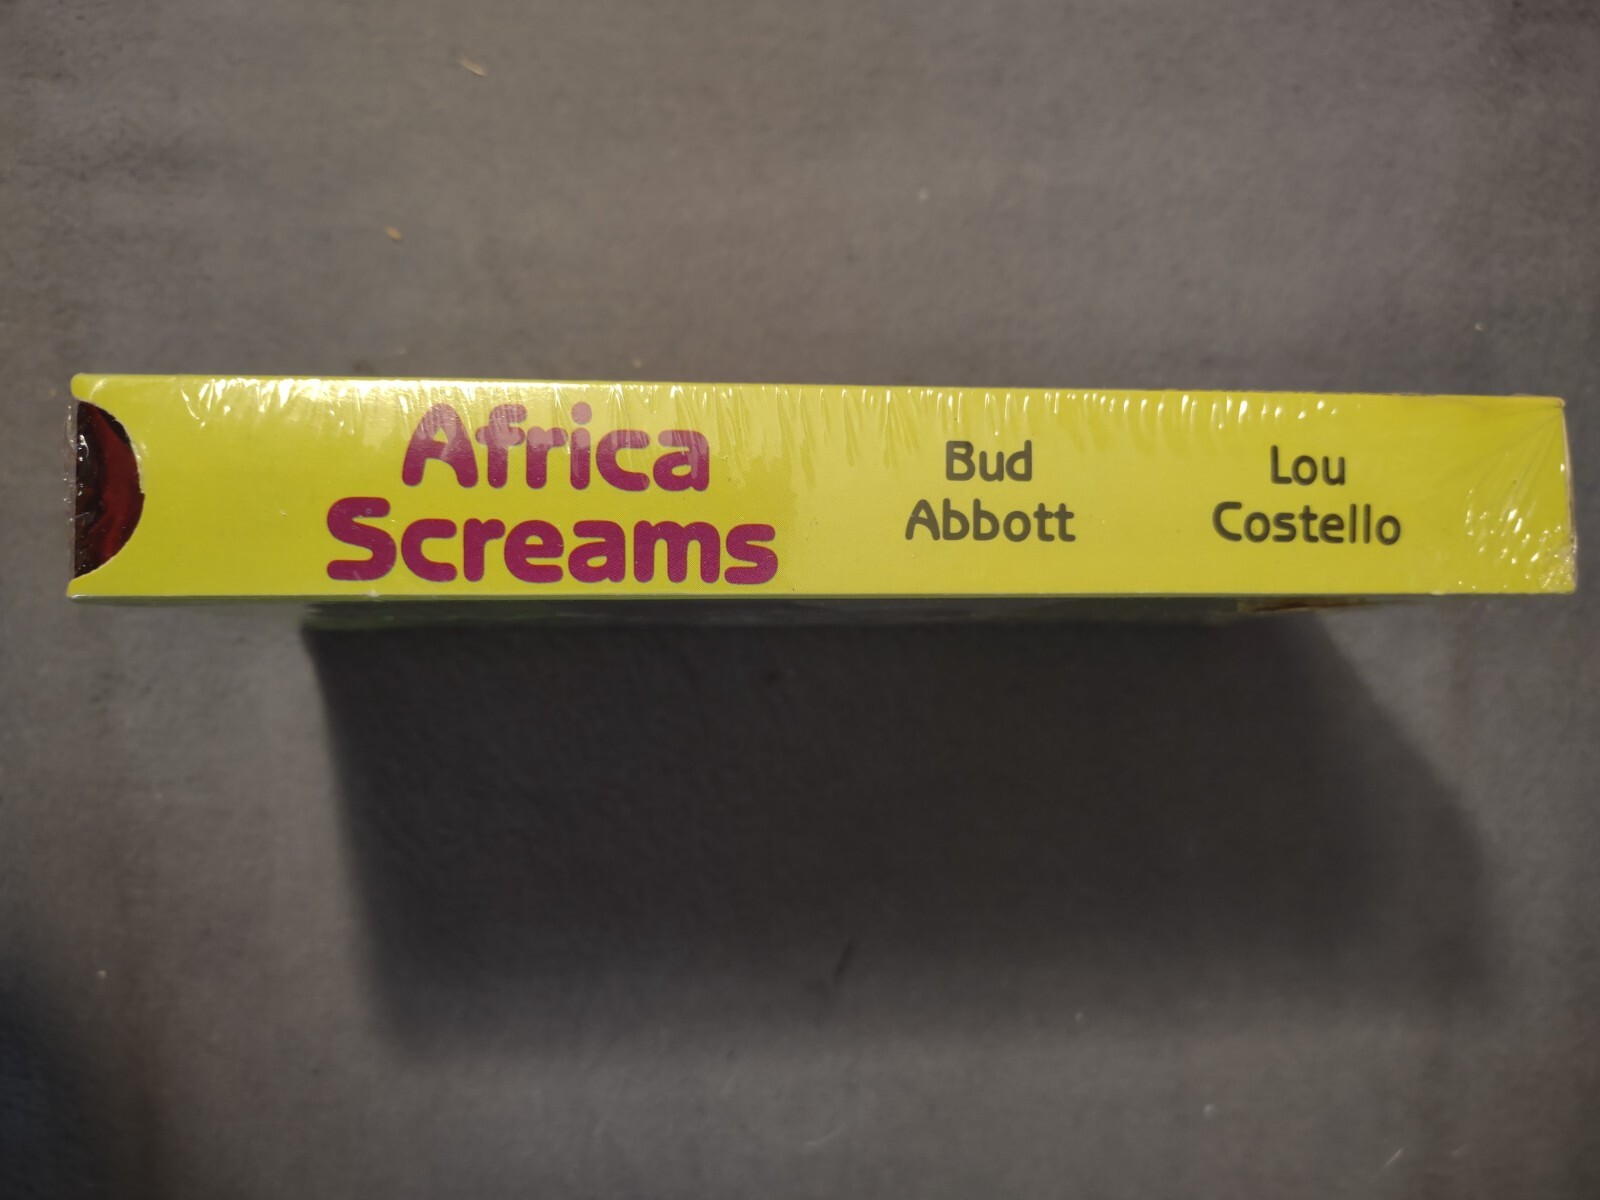 Africa
Screams
Bud
Abbott
Lou
Costello